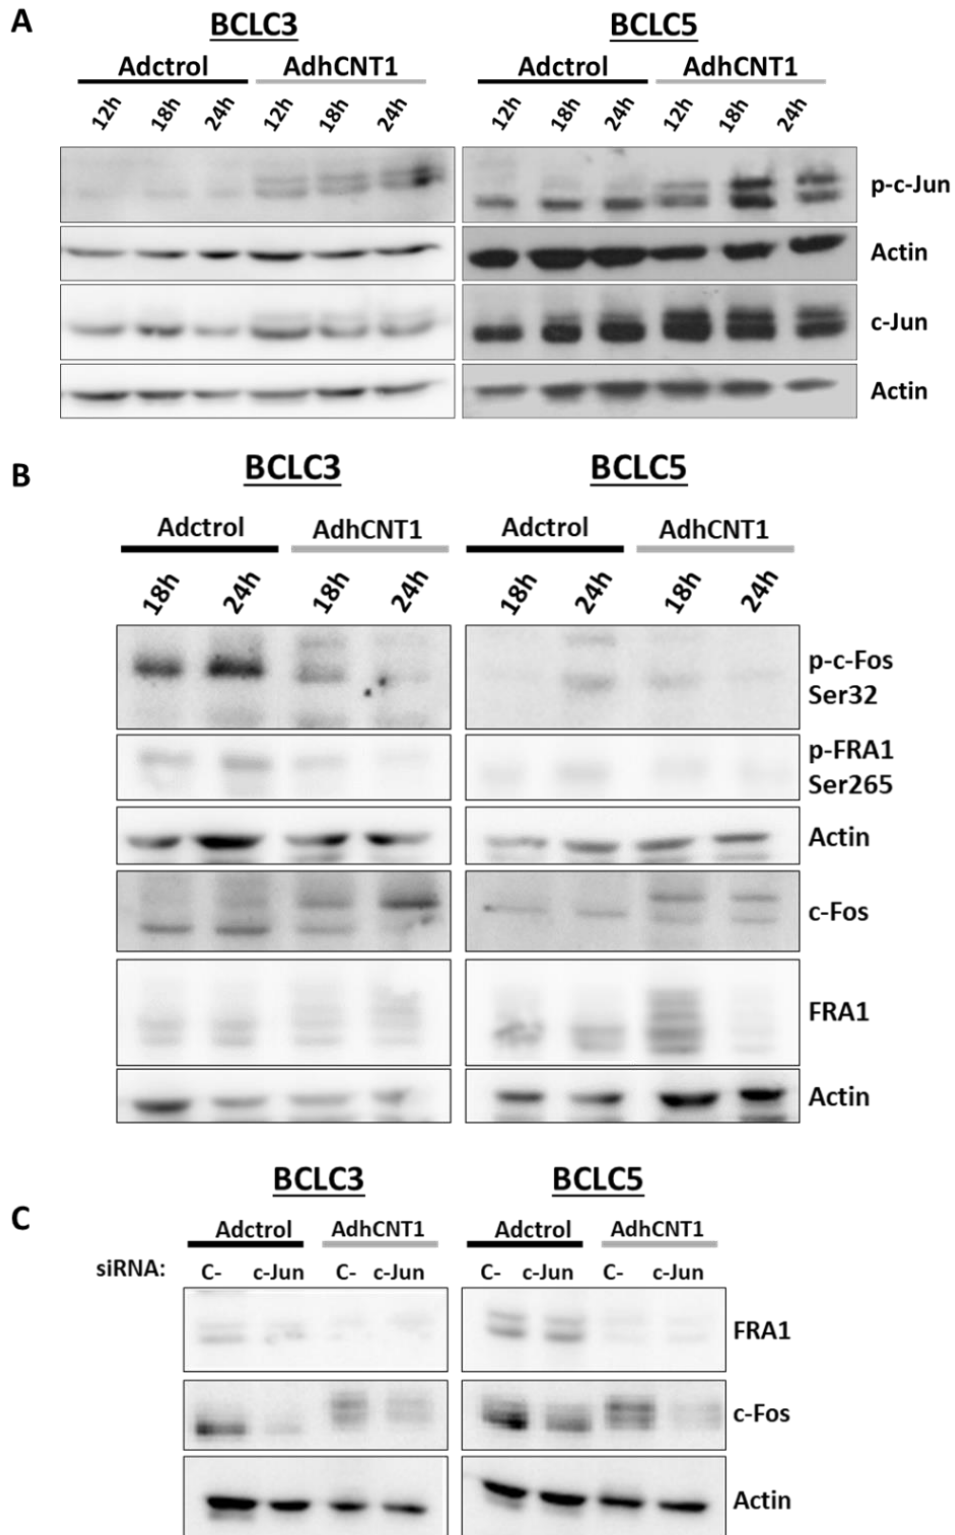 A
BCLC3 BCLC5
Adctrol AdhCNT1 Adctrol AdhCNT1
12h 18h 24h 12h 18h 24h 12h 18h 24h 12h 18h 24h
p-c-Jun
Actin
c-Jun
Actin
B
BCLC3 BCLC5
Adctrol AdhCNT1 Adctrol AdhCNT1
18h 24h 18h 24h 18h 24h 18h 24h
p-c-Fos
Ser32
p-FRA1
Ser265
Actin
c-Fos
FRA1
Actin
C
BCLC3 BCLC5
Adctrol AdhCNT1 Adctrol AdhCNT1
siRNA: C- c-Jun C- c-Jun C- c-Jun C- c-Jun
FRA1
c-Fos
Actin